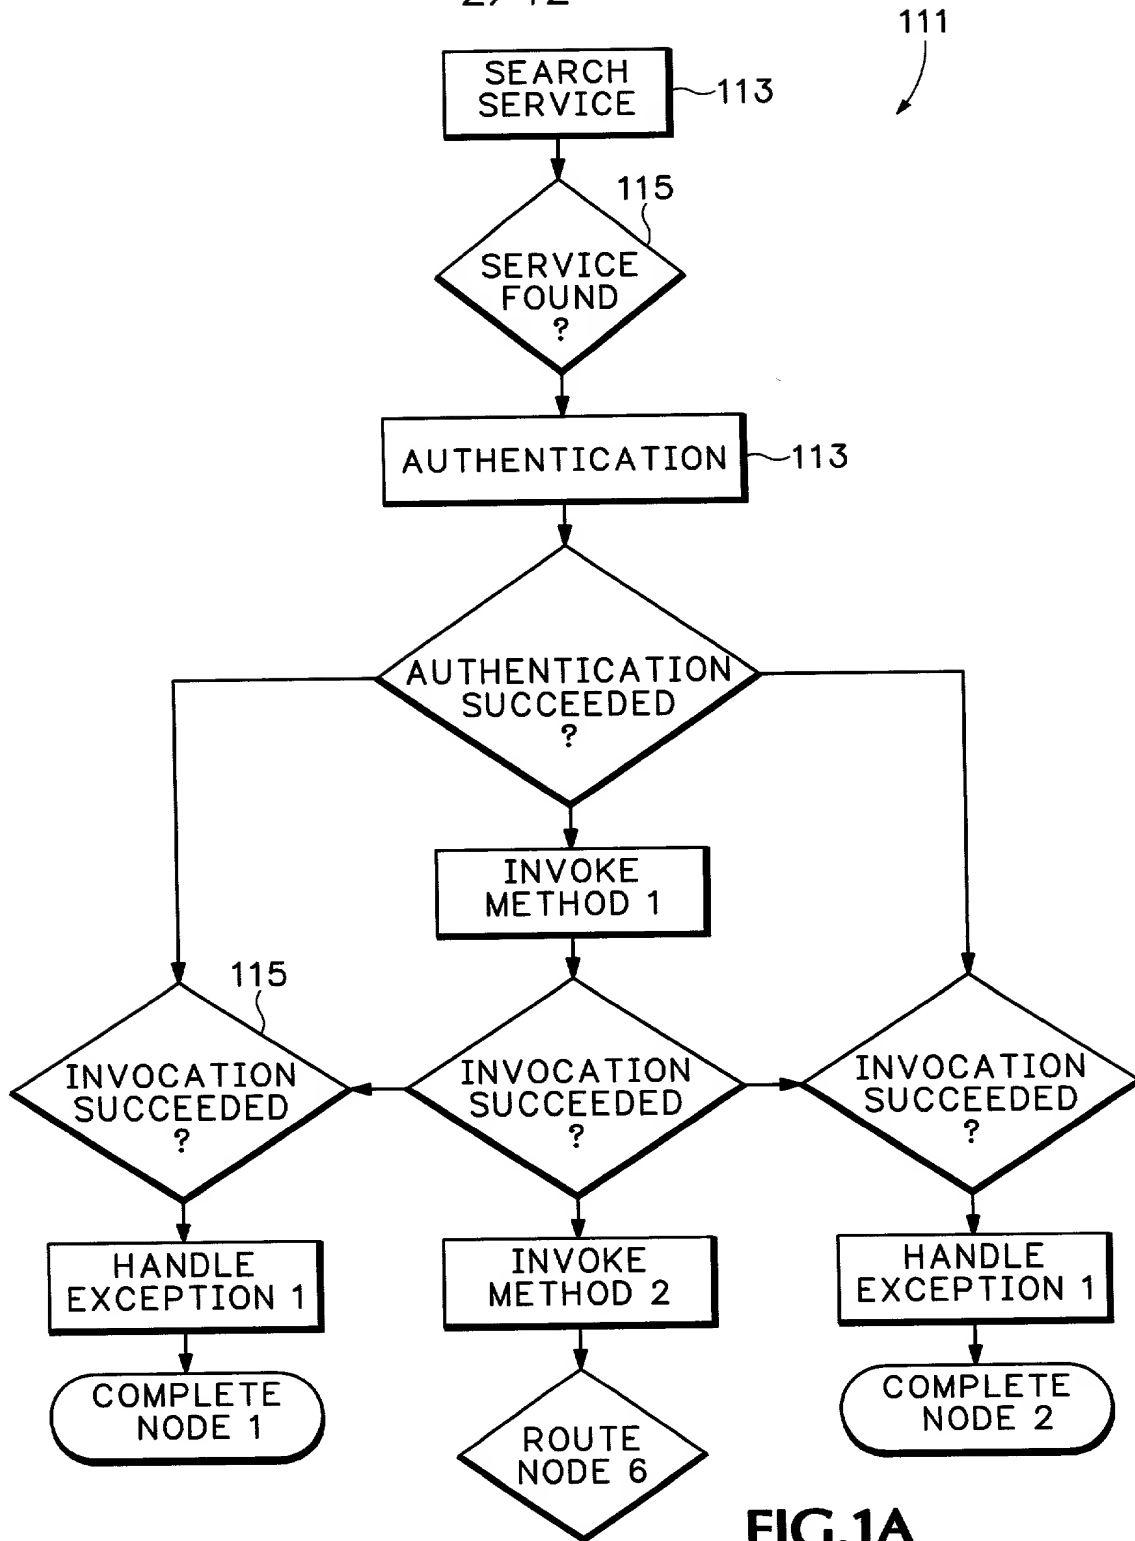 111
SEARCH
SERVICE
113
115
SERVICE
FOUND
?
AUTHENTICATION
113
AUTHENTICATION
SUCCEEDED
?
INVOKE
METHOD 1
115
INVOCATION
SUCCEEDED
?
INVOCATION
SUCCEEDED
?
INVOCATION
SUCCEEDED
?
HANDLE
EXCEPTION 1
INVOKE
METHOD 2
HANDLE
EXCEPTION 1
COMPLETE
NODE 1
ROUTE
NODE 6
COMPLETE
NODE 2
FIG.1A